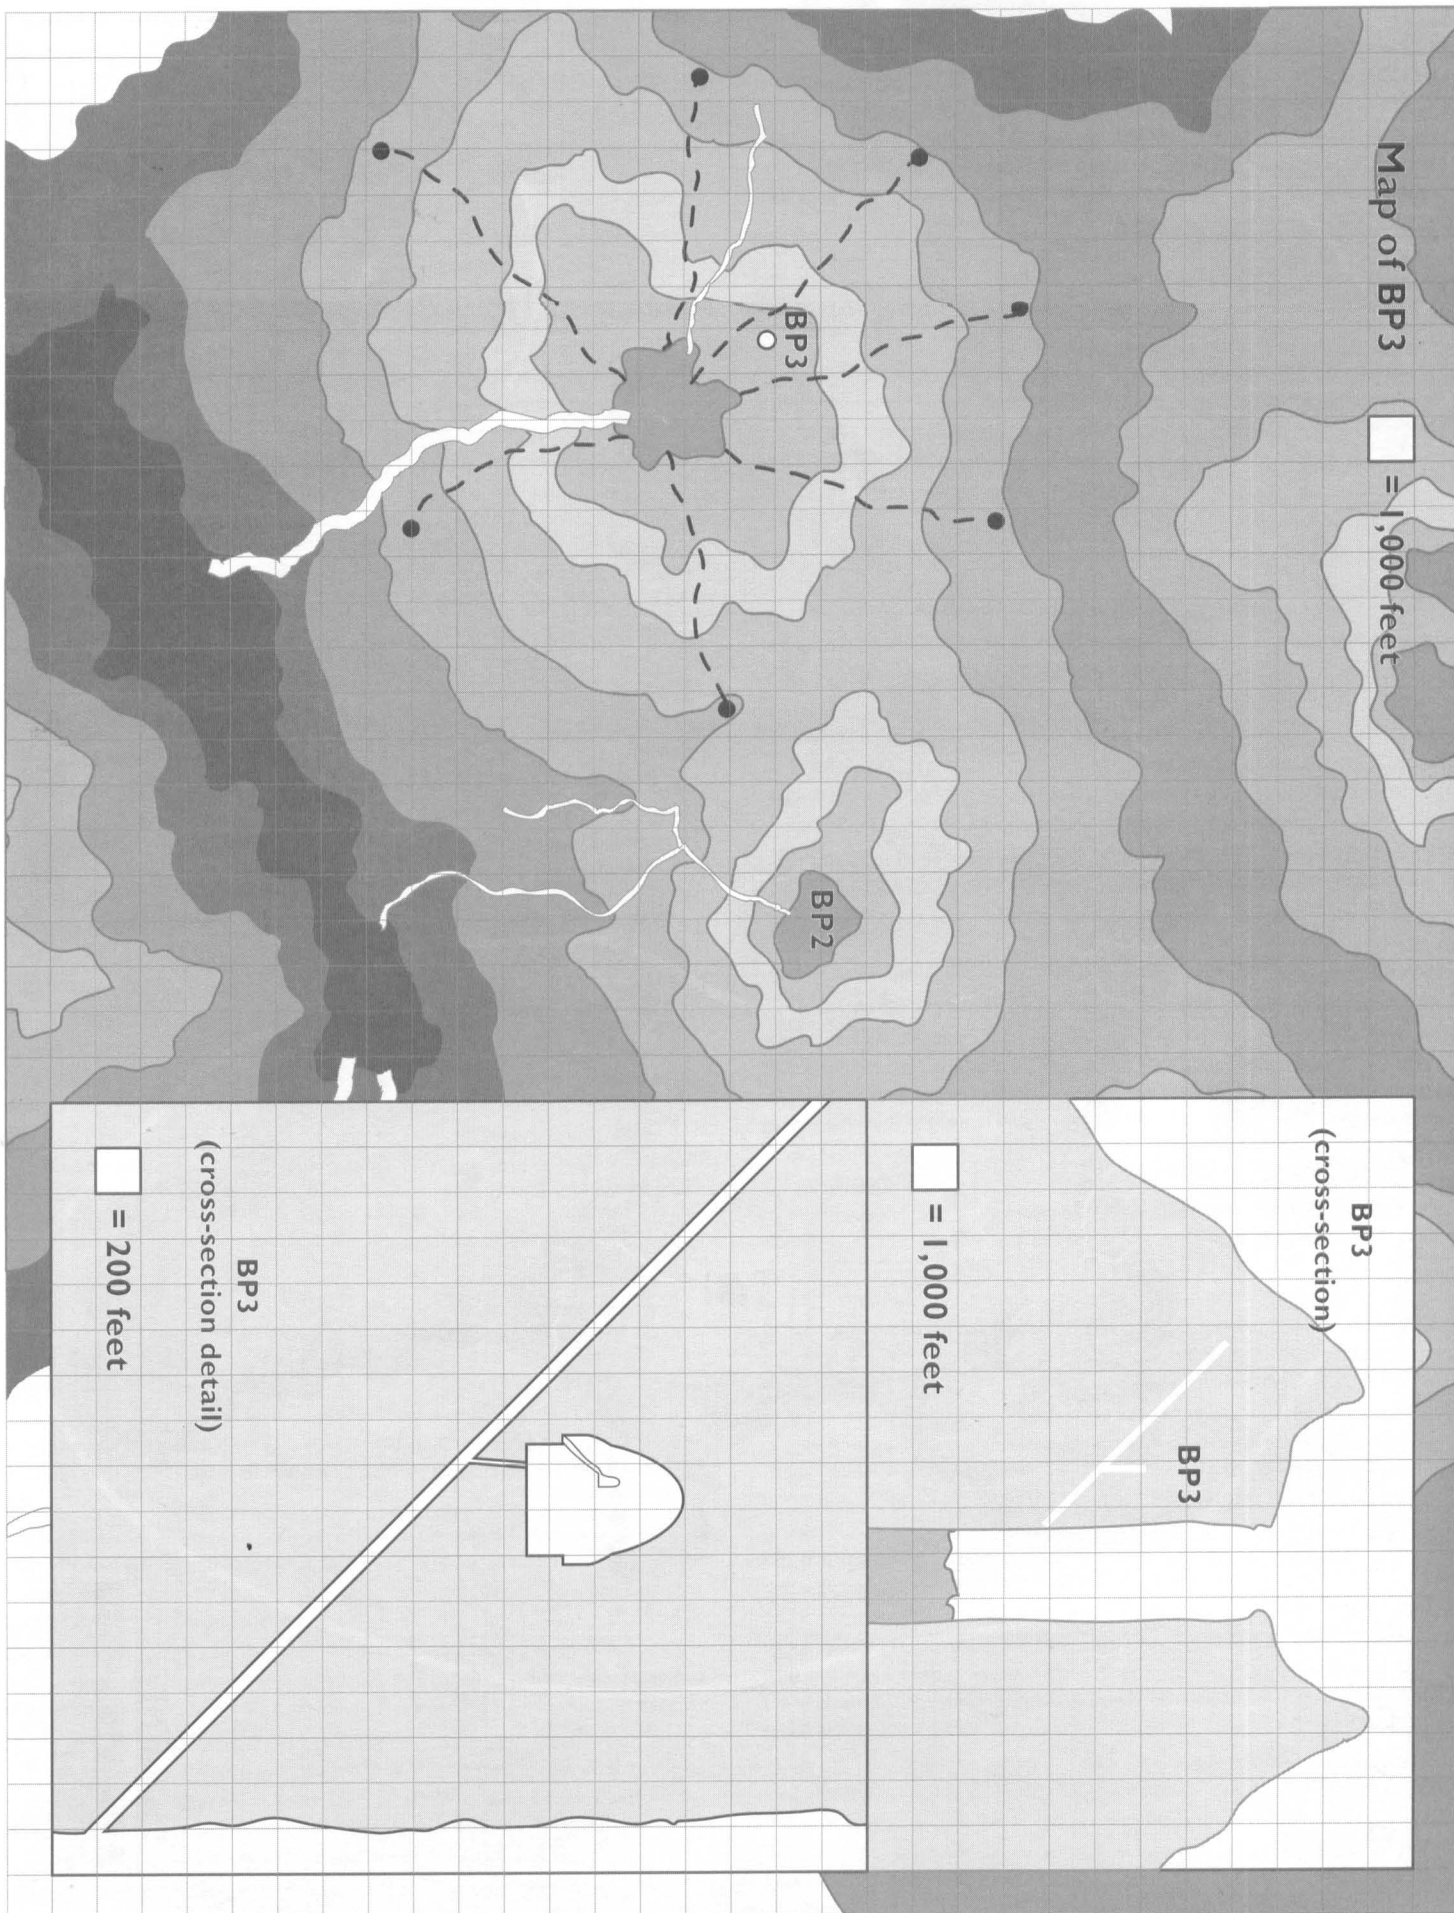 Map of BP3
= 1,000 feet
BP3
BP2
BP3
(cross-section)
BP3
= 1,000 feet
BP3
(cross-section detail)
= 200 feet